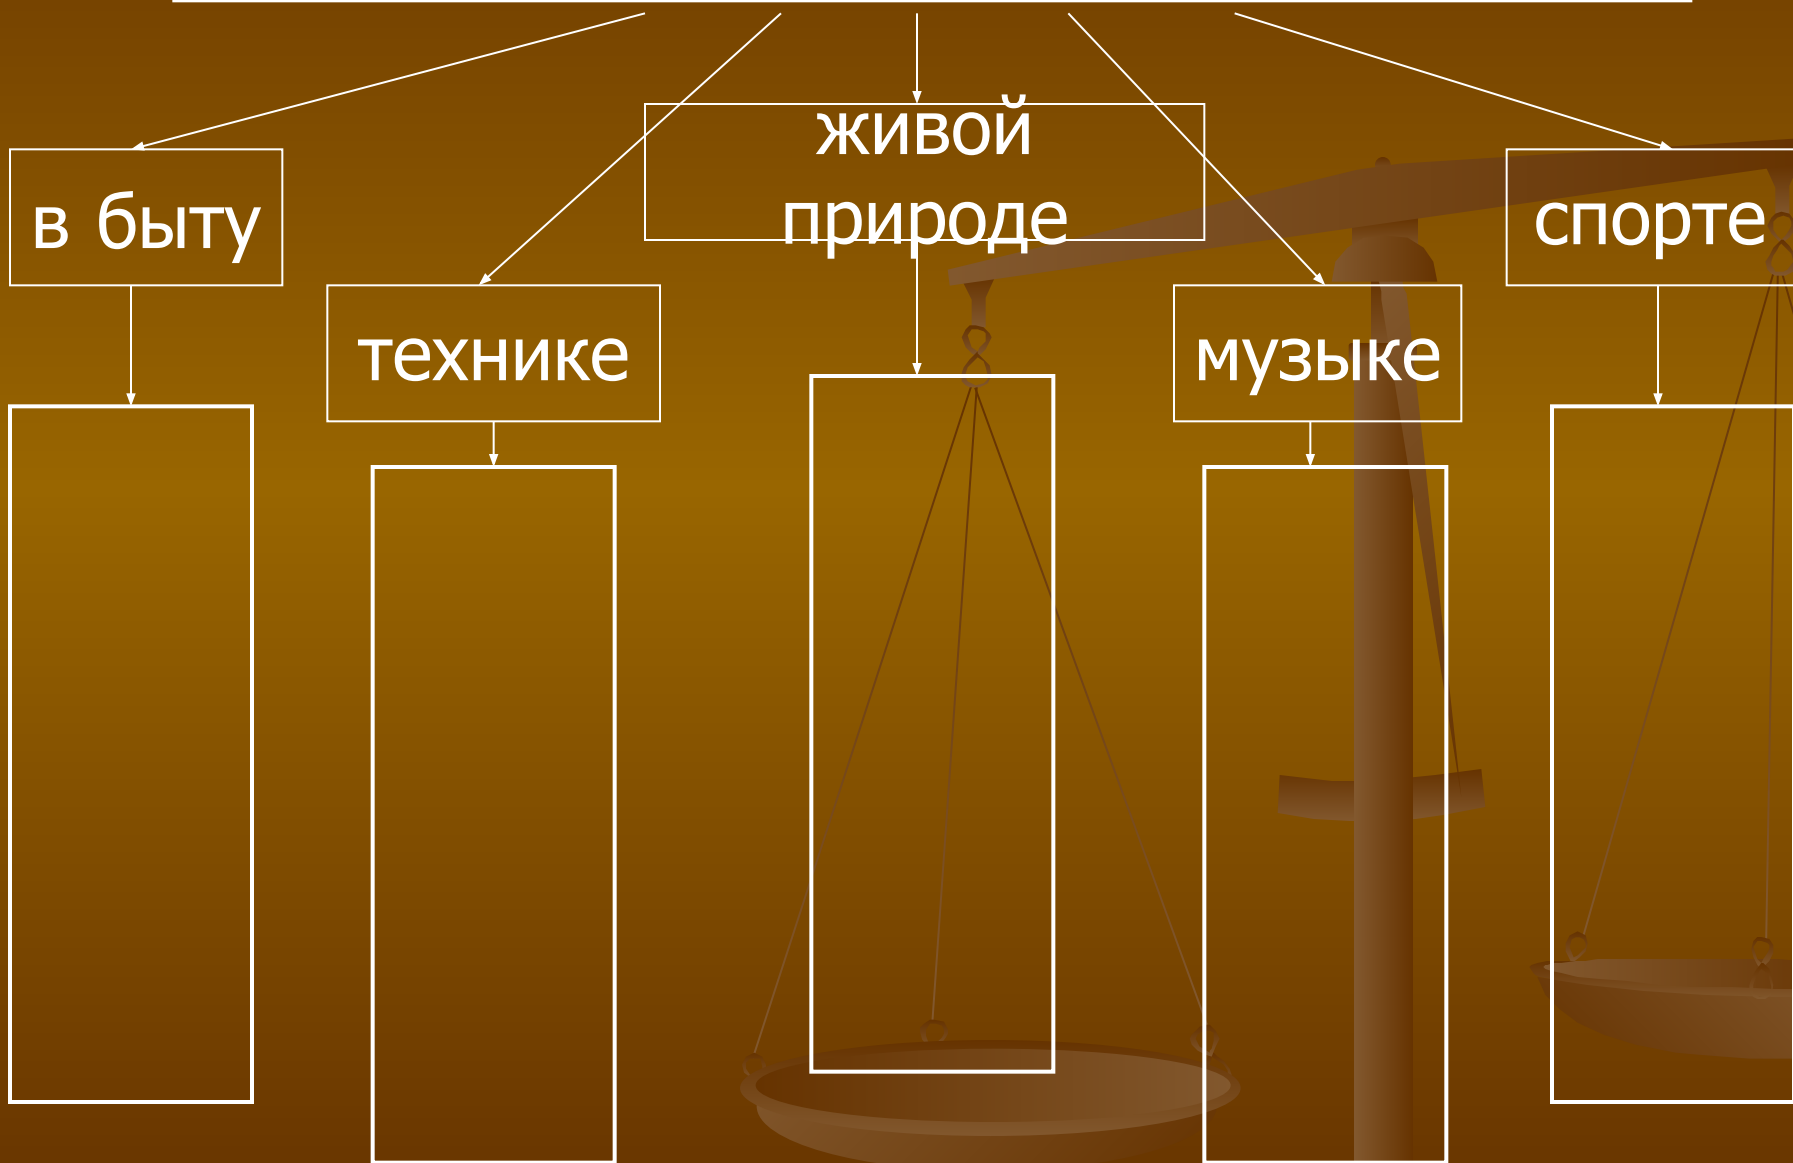 в быту
технике
живой
природе
музыке
спорте